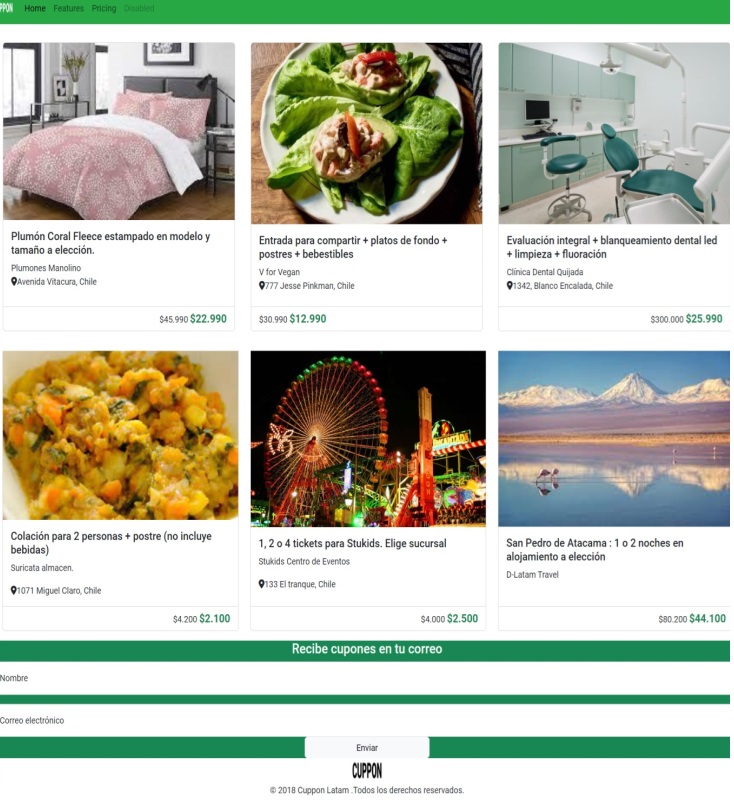 PPON Home Features Pricing Disabled
Plumón Coral Fleece estampado en modelo y
tamaño a elección.
Plumones Manolino
Avenida Vitacura, Chile
$45.990 $22.990
Entrada para compartir + platos de fondo +
postres + bebestibles
V for Vegan
777 Jesse Pinkman, Chile
$30.990 $12.990
Evaluación integral + blanqueamiento dental led
+ limpieza + fluoración
Clínica Dental Quijada
1342, Blanco Encalada, Chile
$300.000 $25.990
Colación para 2 personas + postre (no incluye
bebidas)
Suricata almacen.
1071 Miguel Claro, Chile
$4.200 $2.100
1, 2 o 4 tickets para Stukids. Elige sucursal
Stukids Centro de Eventos
133 El tranque, Chile
$4.000 $2.500
San Pedro de Atacama : 1 o 2 noches en
alojamiento a elección
D-Latam Travel
$80.200 $44.100
Recibe cupones en tu correo
Nombre
Correo electrónico
Enviar
CUPPON
© 2018 Cuppon Latam .Todos los derechos reservados.